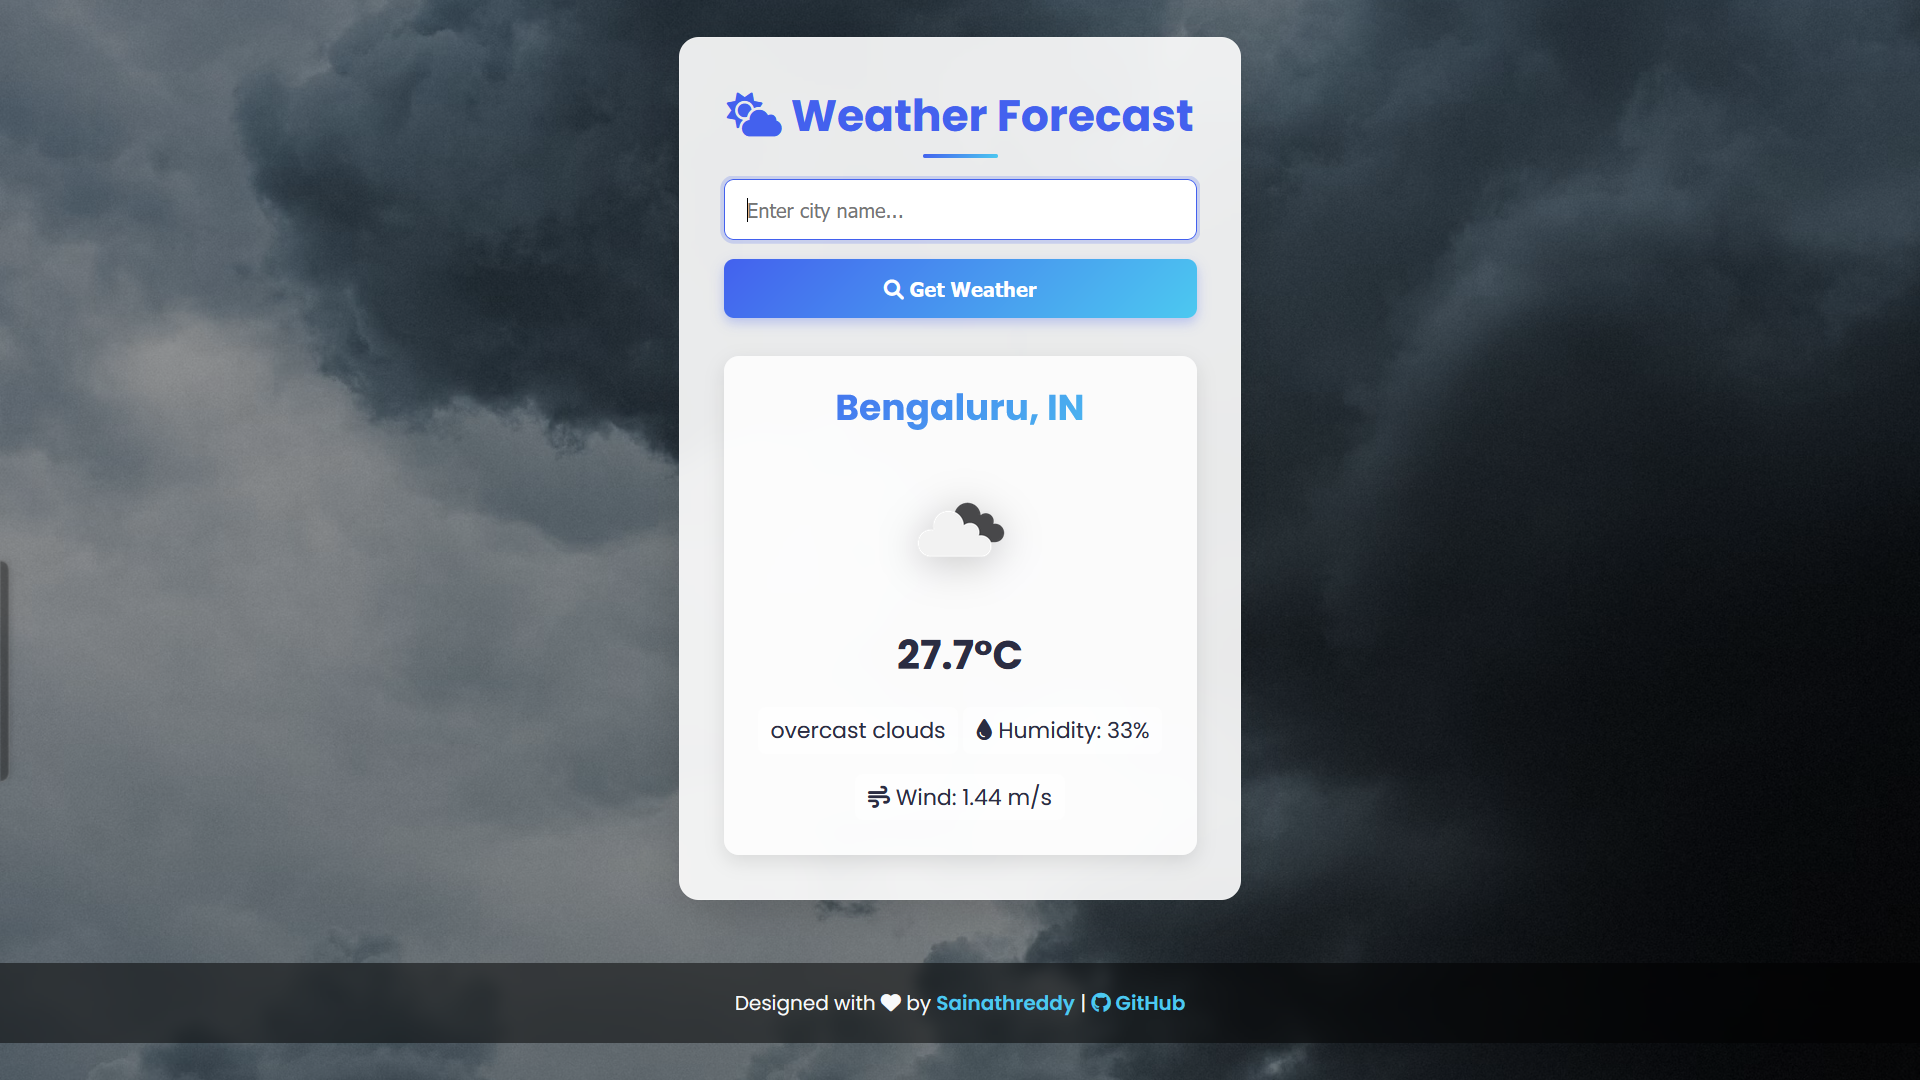 Weather Forecast
Enter city name...
Get Weather
Bengaluru, IN
27.7°C
overcast clouds Humidity: 33%
Wind: 1.44 m/s
Designed with by Sainathreddy | GitHub